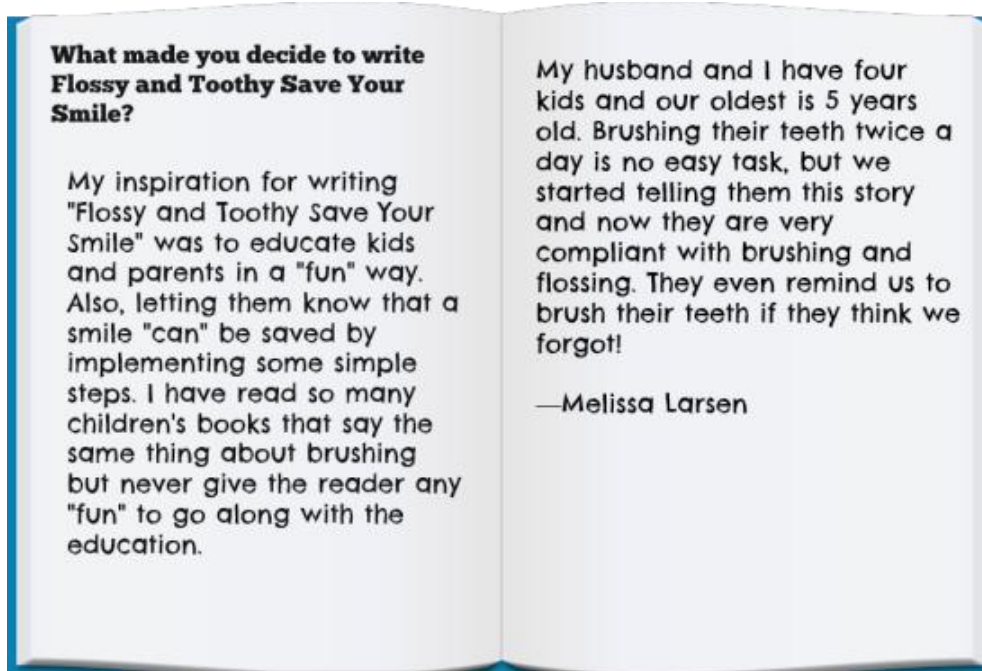 What made you decide to write
Flossy and Toothy Save Your
Smile?
My inspiration for writing
"Flossy and Toothy Save Your
Smile" was to educate kids
and parents in a "fun" way.
Also, letting them know that a
smile "can" be saved by
implementing some simple
steps. I have read so many
children's books that say the
same thing about brushing
but never give the reader any
"fun" to go along with the
education.
My husband and I have four
kids and our oldest is 5 years
old. Brushing their teeth twice a
day is no easy task, but we
started telling them this story
and now they are very
compliant with brushing and
flossing. They even remind us to
brush their teeth if they think we
forgot!
—Melissa Larsen